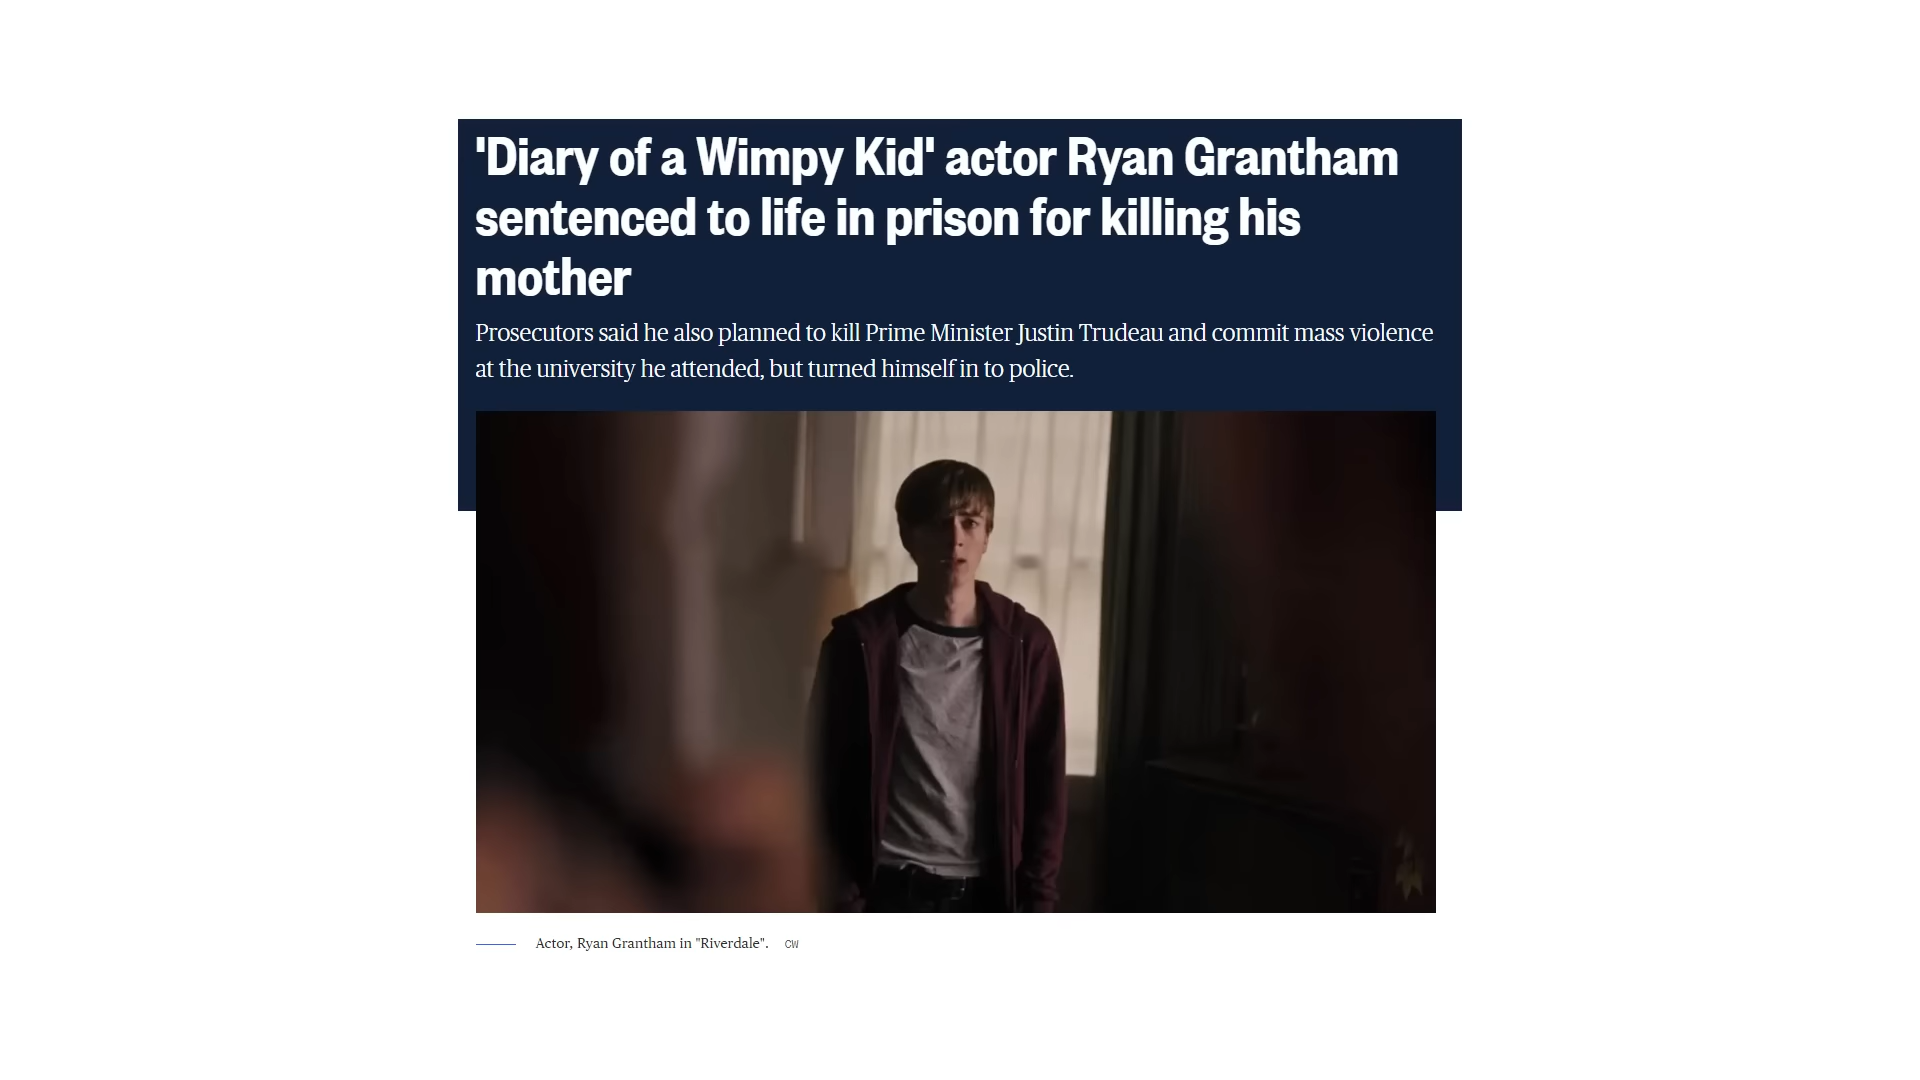 'Diary of a Wimpy Kid' actor Ryan Grantham
sentenced to life in prison for killing his
mother
Prosecutors said he also planned to kill Prime Minister Justin Trudeau and commit mass violence
at the university he attended, but turned himself in to police.
Actor, Ryan Grantham in "Riverdale". CW